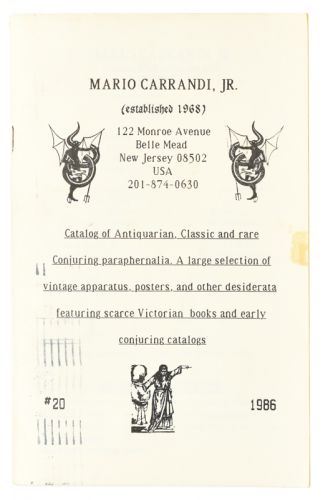 MARIO CARRANDI, JR.
(established 1968)
122 Monroe Avenue
Belle Mead
New Jersey 08502
USA
201-874-0630
Catalog of Antiquarian, Classic and rare
Conjuring paraphernalia. A large selection of
vintage apparatus, posters, and other desiderata
featuring scarce Victorian books and early
conjuring catalogs
#20 1986